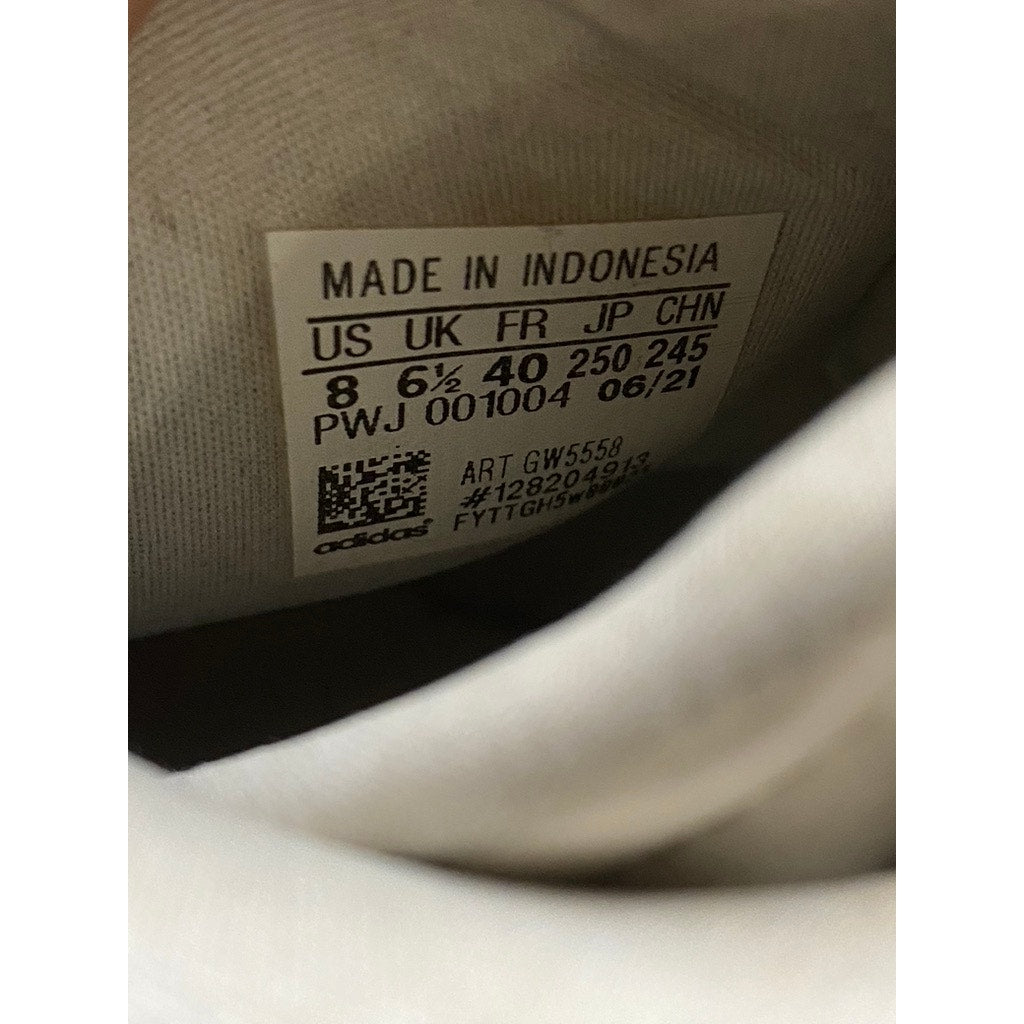 MADE IN INDONESIA
US UK FR JP CHN
8 6½ 40 250 245
PWJ 001004 06/21
ART GW5558
#128204913
adidas